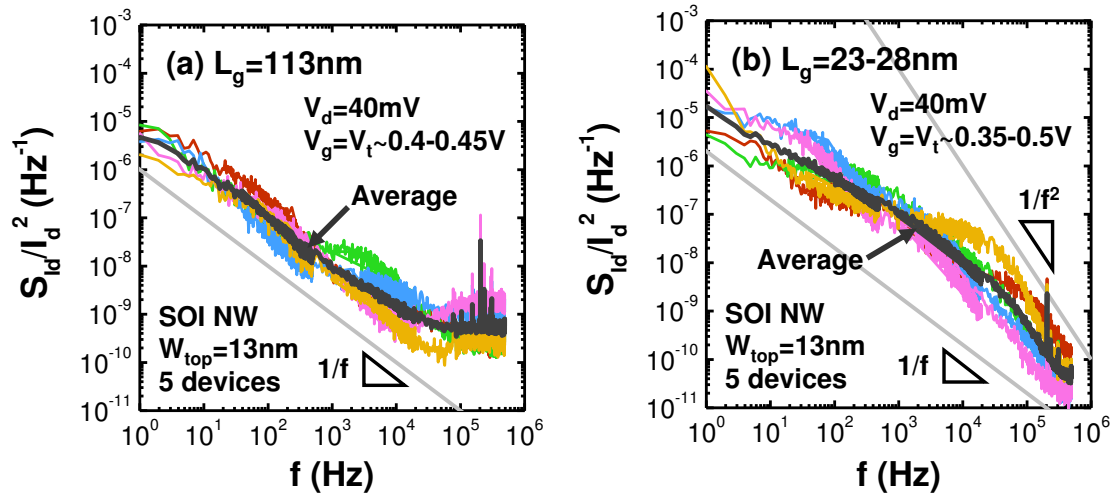 (a) L_g=113nm
V_d=40mV
V_g=V_t~0.4-0.45V
Average
SOI NW
W_top=13nm
5 devices
1/f
10^-3
10^-4
10^-5
10^-6
10^-7
10^-8
10^-9
10^-10
10^-11
S_Id/I_d^2 (Hz^-1)
10^0 10^1 10^2 10^3 10^4 10^5 10^6
f (Hz)
(b) L_g=23-28nm
V_d=40mV
V_g=V_t~0.35-0.5V
1/f^2
Average
SOI NW
W_top=13nm
5 devices
1/f
10^-3
10^-4
10^-5
10^-6
10^-7
10^-8
10^-9
10^-10
10^-11
S_Id/I_d^2 (Hz^-1)
10^0 10^1 10^2 10^3 10^4 10^5 10^6
f (Hz)